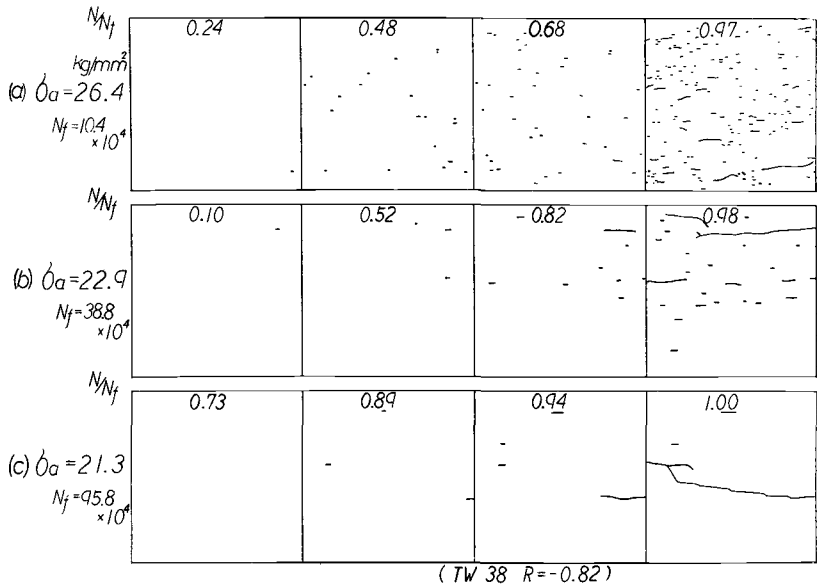 N/Nf 0.24 0.48 0.68 0.97
kg/mm²
(a) σa=26.4
Nf=10.4
×10⁴
N/Nf 0.10 0.52 0.82 0.98
(b) σa=22.9
Nf=38.8
×10⁴
N/Nf 0.73 0.89 0.94 1.00
(c) σa=21.3
Nf=95.8
×10⁴
(TW 38 R=-0.82)